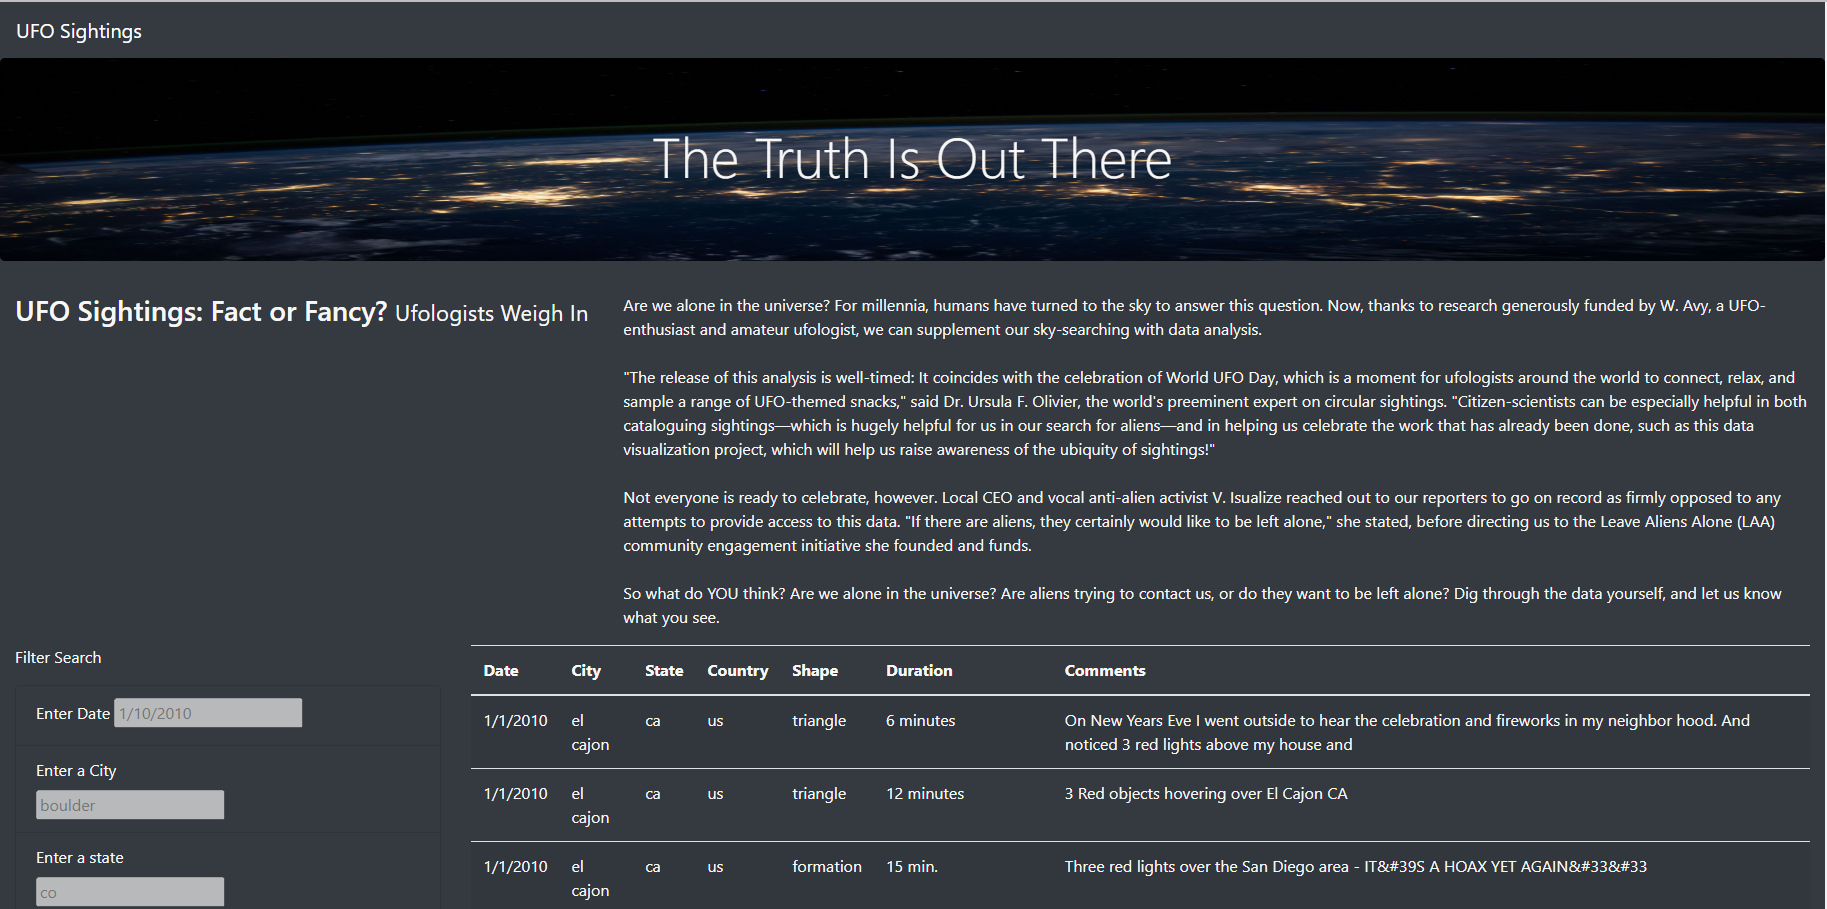 UFO Sightings
The Truth Is Out There
UFO Sightings: Fact or Fancy? Ufologists Weigh In
Are we alone in the universe? For millennia, humans have turned to the sky to answer this question. Now, thanks to research generously funded by W. Avy, a UFO-
enthusiast and amateur ufologist, we can supplement our sky-searching with data analysis.
"The release of this analysis is well-timed: It coincides with the celebration of World UFO Day, which is a moment for ufologists around the world to connect, relax, and
sample a range of UFO-themed snacks," said Dr. Ursula F. Olivier, the world's preeminent expert on circular sightings. "Citizen-scientists can be especially helpful in both
cataloguing sightings—which is hugely helpful for us in our search for aliens—and in helping us celebrate the work that has already been done, such as this data
visualization project, which will help us raise awareness of the ubiquity of sightings!"
Not everyone is ready to celebrate, however. Local CEO and vocal anti-alien activist V. Isualize reached out to our reporters to go on record as firmly opposed to any
attempts to provide access to this data. "If there are aliens, they certainly would like to be left alone," she stated, before directing us to the Leave Aliens Alone (LAA)
community engagement initiative she founded and funds.
So what do YOU think? Are we alone in the universe? Are aliens trying to contact us, or do they want to be left alone? Dig through the data yourself, and let us know
what you see.
Filter Search
Enter Date 1/10/2010
Enter a City
boulder
Enter a state
co
Date City State Country Shape Duration Comments
1/1/2010 el ca us triangle 6 minutes On New Years Eve I went outside to hear the celebration and fireworks in my neighbor hood. And
cajon noticed 3 red lights above my house and
1/1/2010 el ca us triangle 12 minutes 3 Red objects hovering over El Cajon CA
cajon
1/1/2010 el ca us formation 15 min. Three red lights over the San Diego area - IT&#39S A HOAX YET AGAIN&#33&#33
cajon